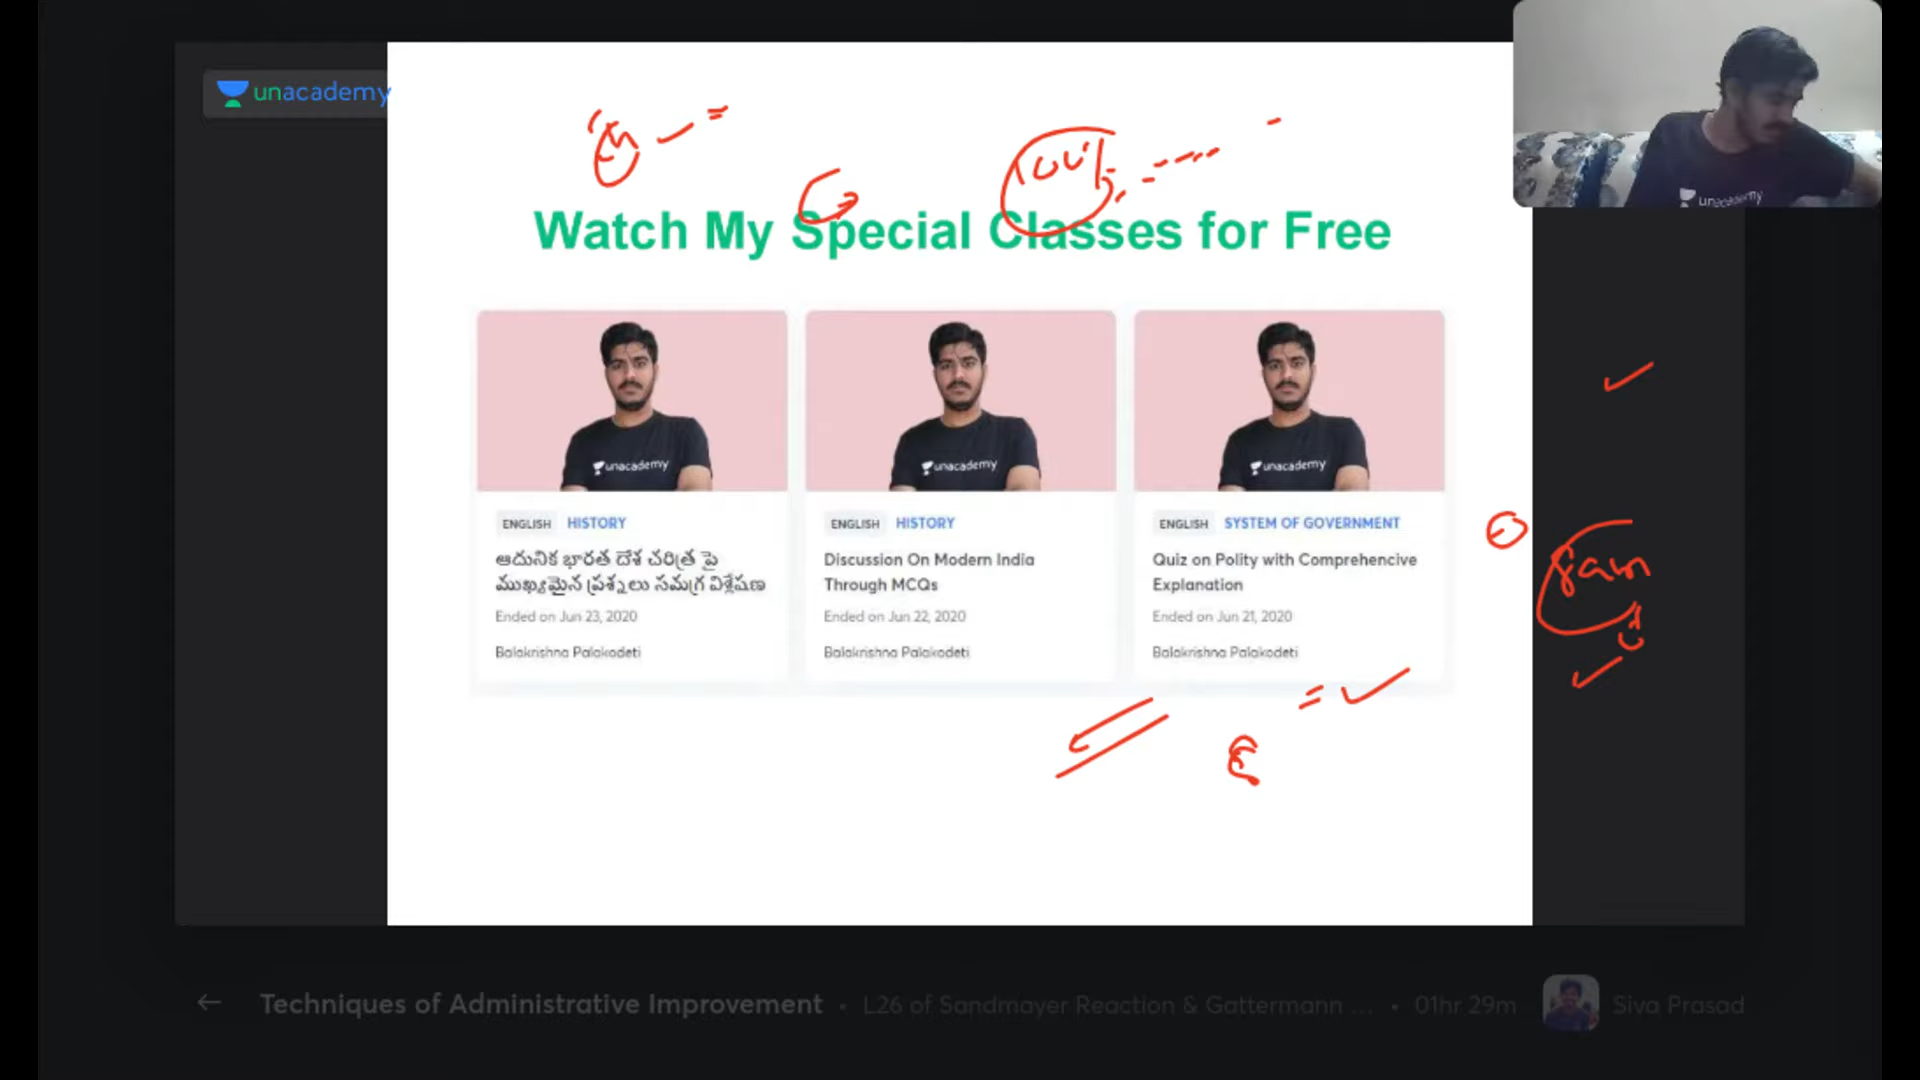 unacademy
unacademy
Watch My Special Classes for Free
100%
unacademy
unacademy
unacademy
ENGLISH HISTORY
ఆదునిక భారత దేశ చరిత్ర పై
ముఖ్యమైన ప్రశ్నలు సమగ్ర విశ్లేషణ
Ended on Jun 23, 2020
Balakrishna Palakodeti
ENGLISH HISTORY
Discussion On Modern India
Through MCQs
Ended on Jun 22, 2020
Balakrishna Palakodeti
ENGLISH SYSTEM OF GOVERNMENT
Quiz on Polity with Comprehencive
Explanation
Ended on Jun 21, 2020
Balakrishna Palakodeti
Techniques of Administrative Improvement • L26 of Sandmayer Reaction & Gattermann ... • 01hr 29m
Siva Prasad